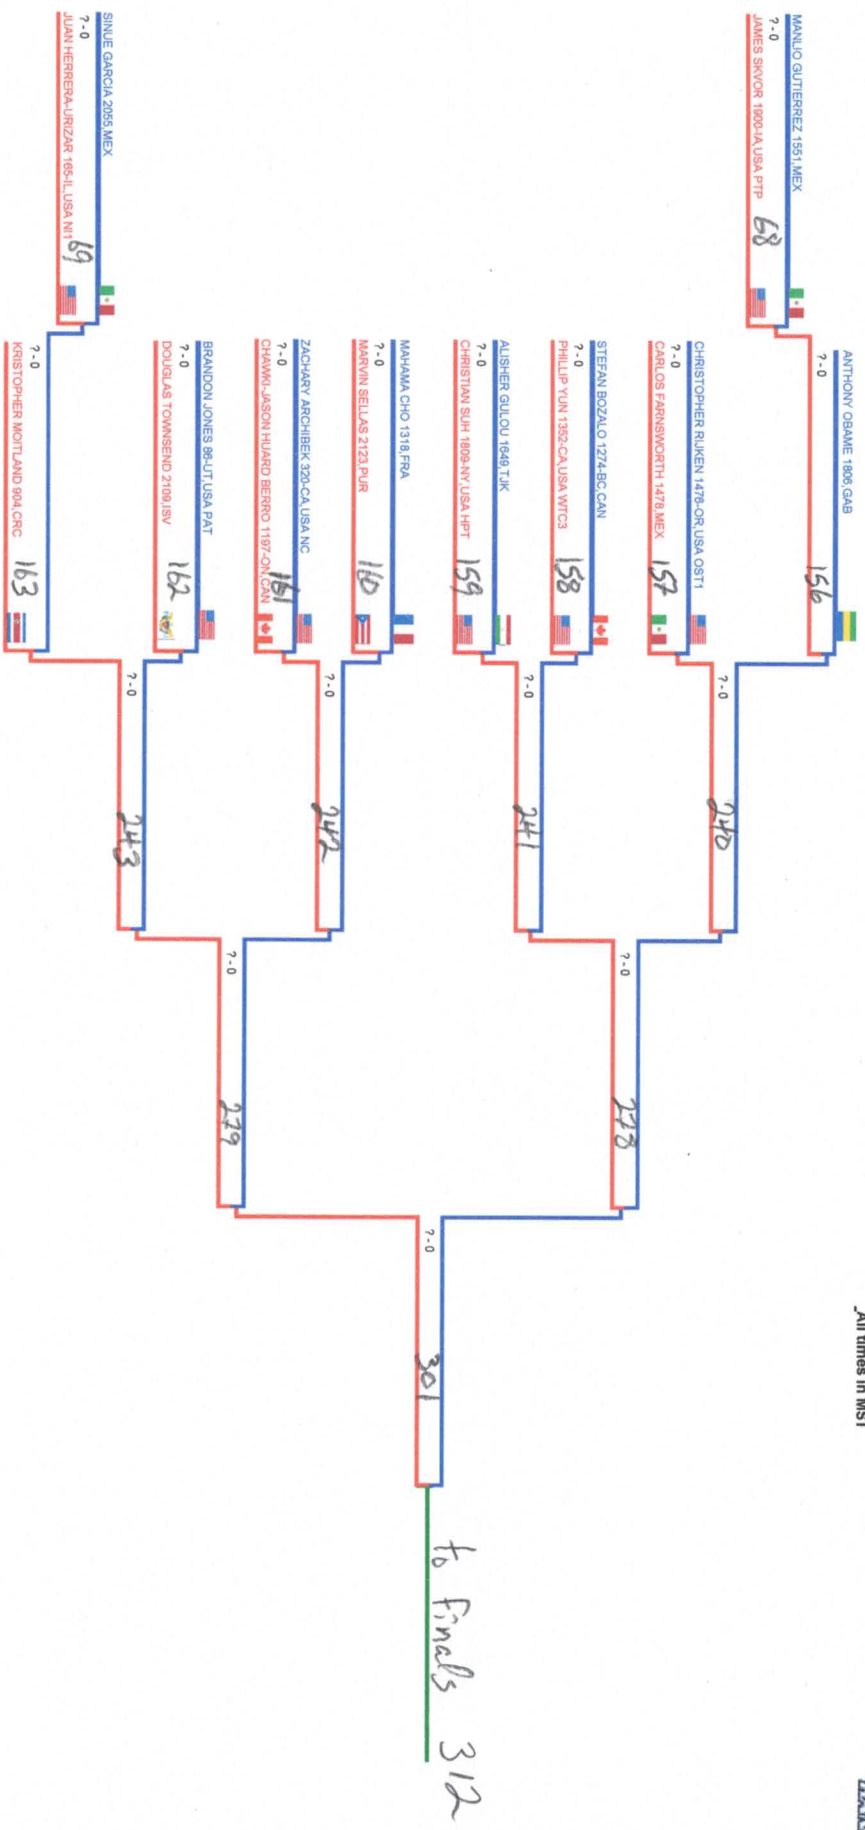 All times in MST
ANTHONY OBAME 1806,GAB
? - 0
156
MANLIO GUTIERREZ 1551,MEX
? - 0
JAMES SKVOR 1900-IA,USA PTP
68
CHRISTOPHER RIJKEN 1476-OR,USA OST1
? - 0
CARLOS FARNSWORTH 1478,MEX
157
STEFAN BOZALO 1274-BC,CAN
? - 0
PHILLIP YUN 1352-CA,USA WTC3
158
ALISHER GULOU 1649,TJK
? - 0
CHRISTIAN SUH 1809-NY,USA HPT
159
MAHAMA CHO 1318,FRA
? - 0
MARVIN SELLAS 2123,PUR
160
ZACHARY ARCHIBEK 320-CA,USA NC
? - 0
CHAWKI-JASON HUARD BERRO 1197-ON,CAN
161
BRANDON JONES 86-UT,USA PAT
? - 0
DOUGLAS TOWNSEND 2109,ISV
162
SINUE GARCIA 2055,MEX
? - 0
JUAN HERRERA-URIZAR 165-IL,USA NI1
69
? - 0
KRISTOPHER MOITLAND 904,CRC
163
? - 0
240
? - 0
241
? - 0
242
? - 0
243
? - 0
278
? - 0
279
? - 0
301
to finals 312